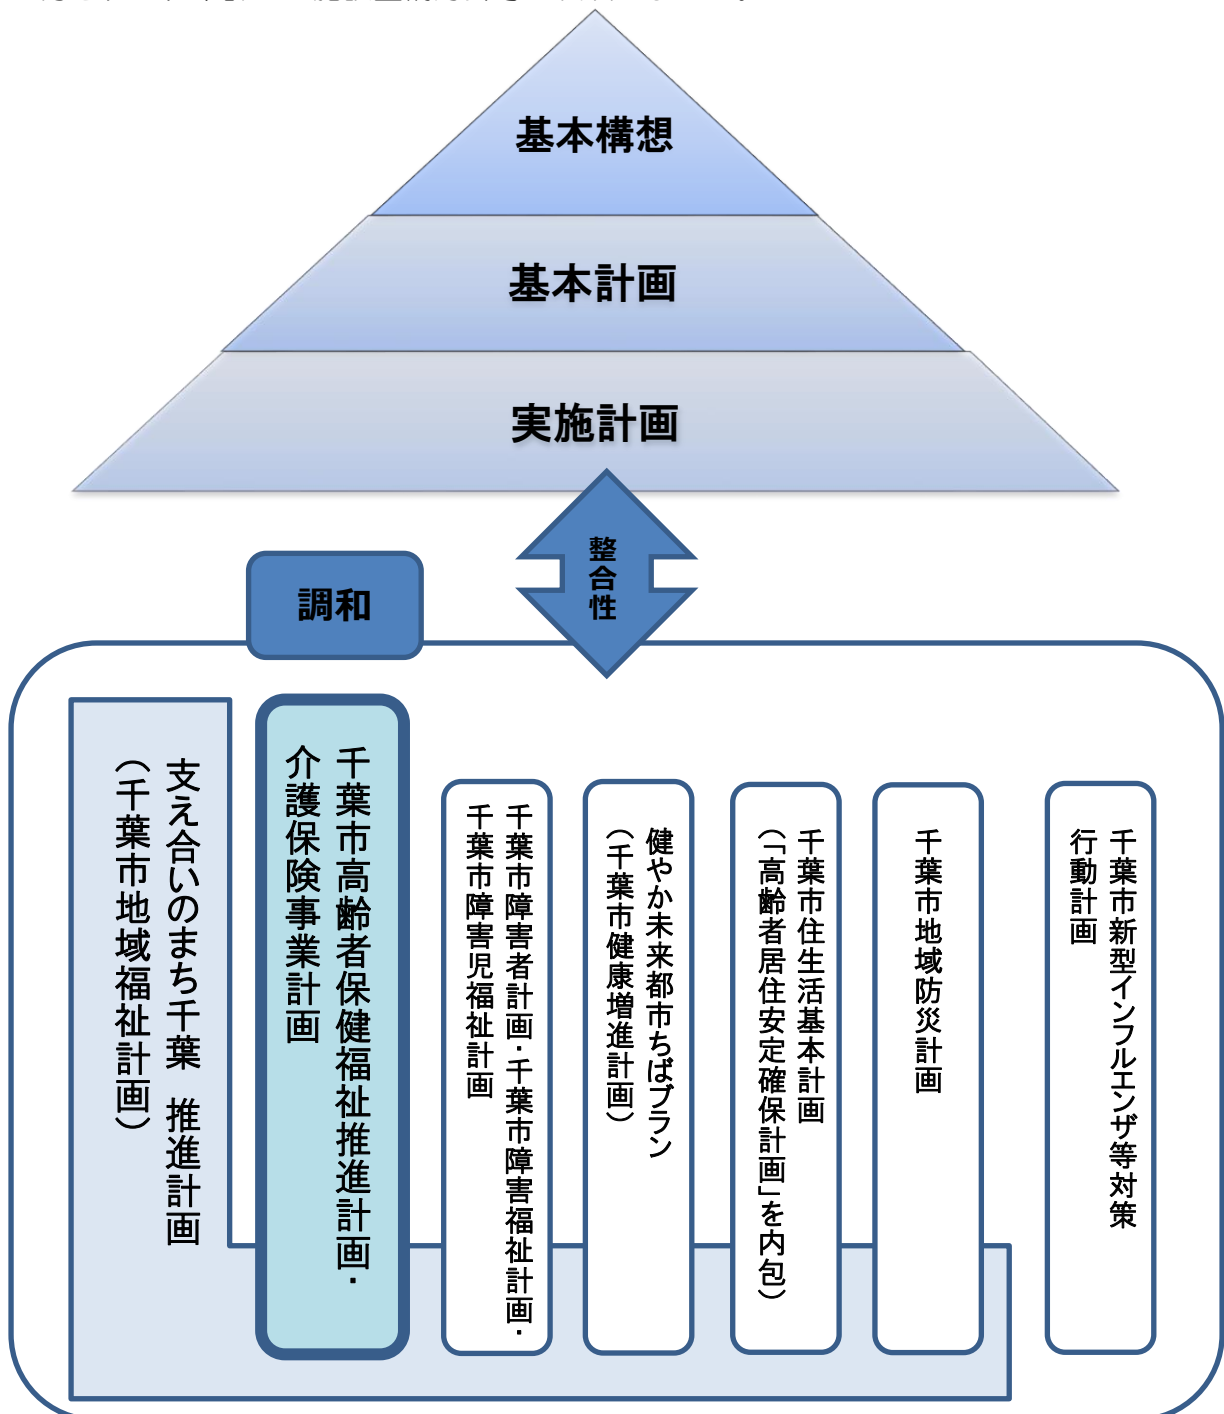 基本構想
基本計画
実施計画
整合性
調和
支え合いのまち千葉 推進計画
（千葉市地域福祉計画）
千葉市高齢者保健福祉推進計画・
介護保険事業計画
千葉市障害者計画・千葉市障害福祉計画・
千葉市障害児福祉計画
健やか未来都市ちばプラン
（千葉市健康増進計画）
千葉市住生活基本計画
（「高齢者居住安定確保計画」を内包）
千葉市地域防災計画
千葉市新型インフルエンザ等対策
行動計画